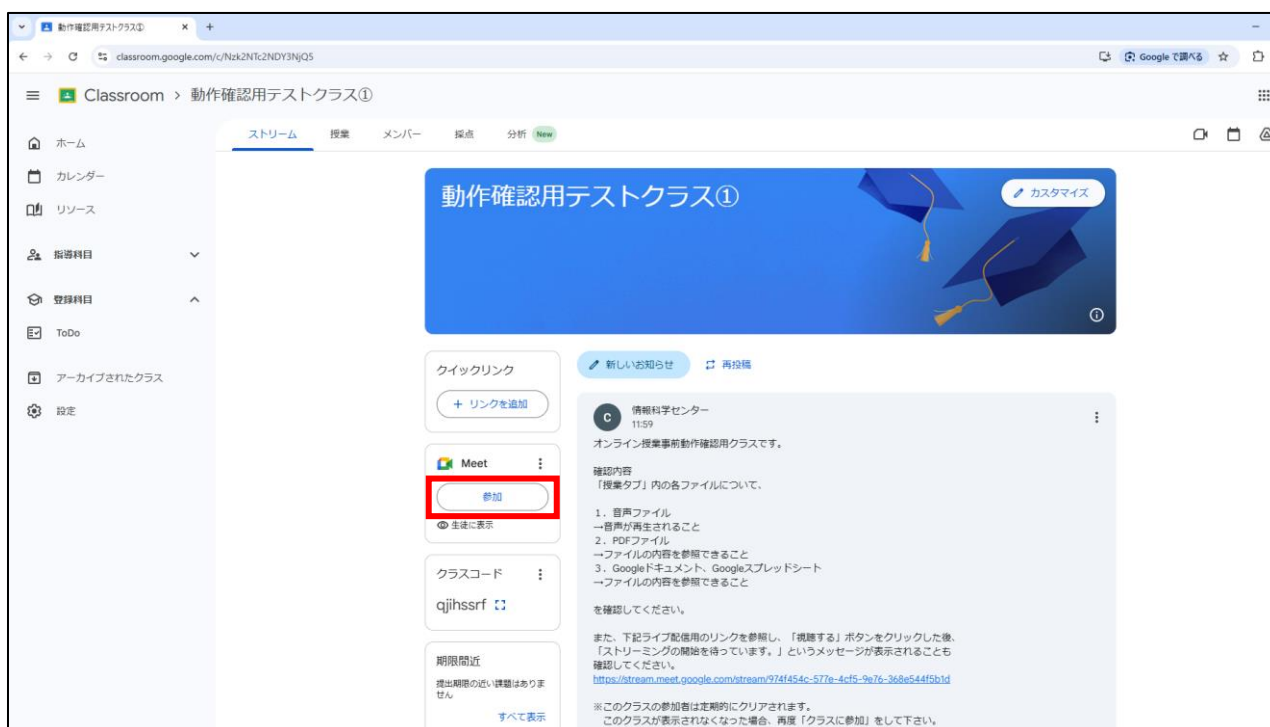 動作確認用テストクラス①
classroom.google.com/c/Nzk2NTc2NDY3NjQ5
Google で調べる
Classroom > 動作確認用テストクラス①
ホーム
カレンダー
リソース
指導科目
登録科目
ToDo
アーカイブされたクラス
設定
ストリーム 授業 メンバー 採点 分析 New
動作確認用テストクラス①
カスタマイズ
クイックリンク
+ リンクを追加
Meet
参加
生徒に表示
クラスコード
qjihssrf
期限間近
提出期限の近い課題はありま
せん
すべて表示
新しいお知らせ 再投稿
C
情報科学センター
11:59
オンライン授業事前動作確認用クラスです。
確認内容
「授業タブ」内の各ファイルについて、
1．音声ファイル
→音声が再生されること
2．PDFファイル
→ファイルの内容を参照できること
3．Googleドキュメント、Googleスプレッドシート
→ファイルの内容を参照できること
を確認してください。
また、下記ライブ配信用のリンクを参照し、「視聴する」ボタンをクリックした後、
「ストリーミングの開始を待っています。」というメッセージが表示されることも
確認してください。
https://stream.meet.google.com/stream/974f454c-577e-4cf5-9e76-368e544f5b1d
※このクラスの参加者は定期的にクリアされます。
このクラスが表示されなくなった場合、再度「クラスに参加」をして下さい。